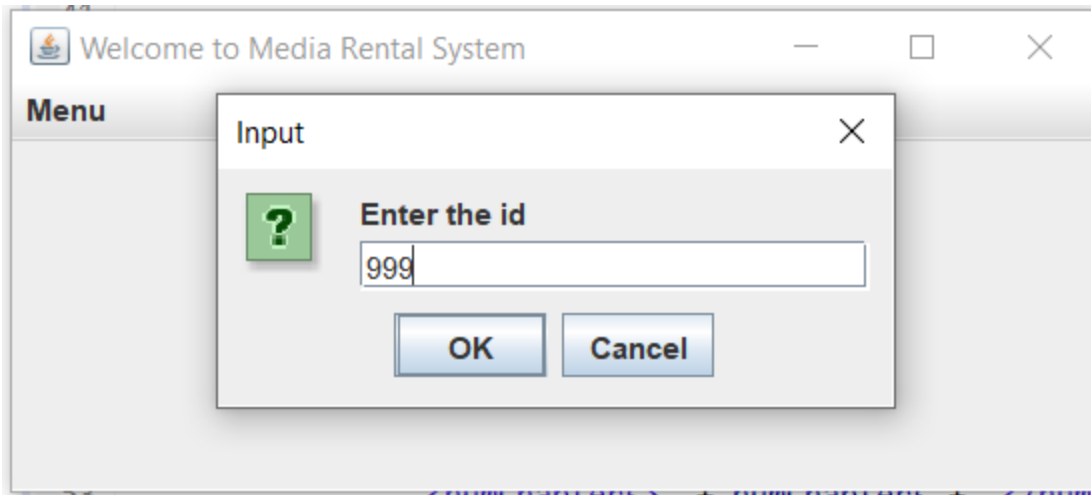 Welcome to Media Rental System
Menu
Input
?
Enter the id
999
OK
Cancel